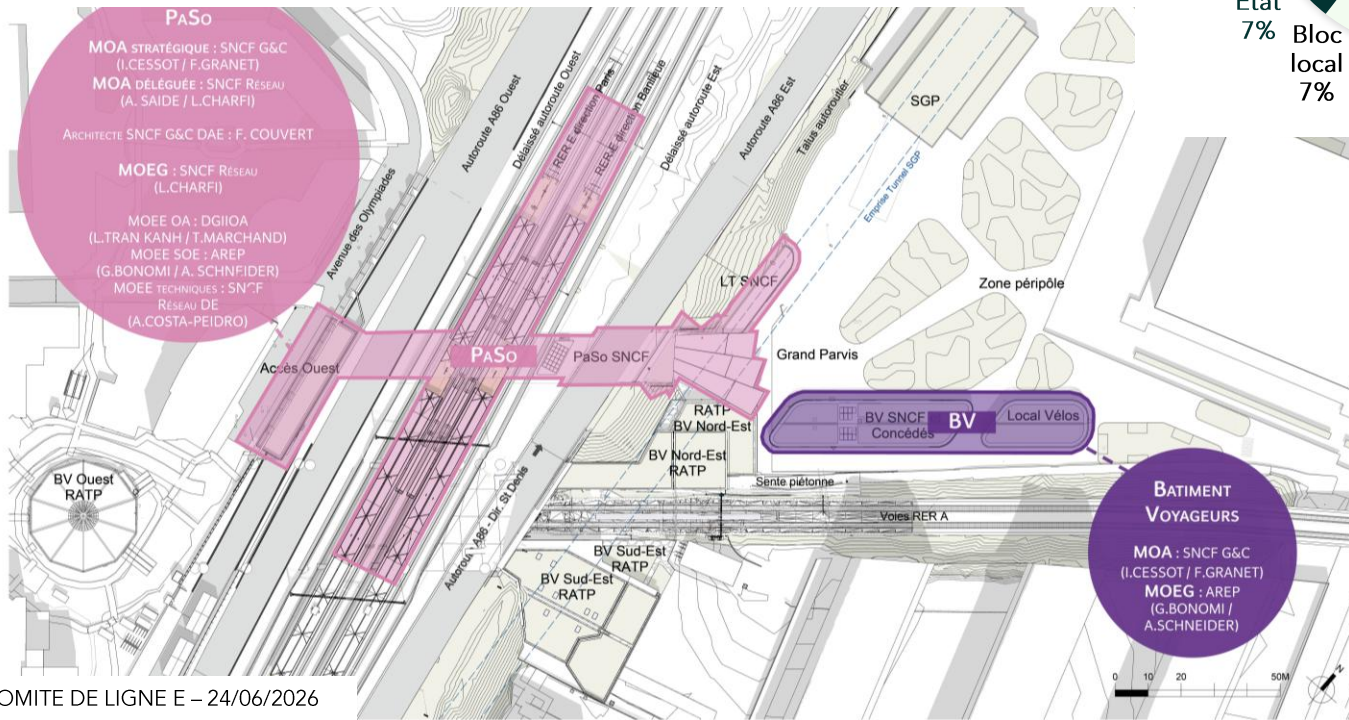 PASO
MOA STRATÉGIQUE : SNCF G&C
(I.CESSOT / F.GRANET)
MOA DÉLÉGUÉE : SNCF RÉSEAU
(A. SAIDE / L.CHARFI)
ARCHITECTE SNCF G&C DAE : F. COUVERT
MOEG : SNCF RÉSEAU
(L.CHARFI)
MOEE OA : DGIIOA
(L.TRAN KANH / T.MARCHAND)
MOEE SOE : AREP
(G.BONOMI / A. SCHNEIDER)
MOEE TECHNIQUES : SNCF
RÉSEAU DE
(A.COSTA-PEIDRO)
Etat
7%
Bloc
local
7%
Avenue des Olympiades
Autoroute A86 Ouest
Délaissé autoroute Ouest
RER E direction Paris
RER E direction Banlieue
Délaissé autoroute Est
Autoroute A86 Est
Talus autoroutier
SGP
Emprise Tunnel SGP
LT SNCF
Zone péripôle
Accès Ouest
PASO
PaSo SNCF
Grand Parvis
RATP
BV Nord-Est
BV Nord-Est
RATP
BV SNCF
Concédés
BV
Local Vélos
BV Ouest
RATP
Sente piétonne
Voies RER A
Autoroute A86 - Dir. St Denis
BV Sud-Est
RATP
BV Sud-Est
RATP
BATIMENT
VOYAGEURS
MOA : SNCF G&C
(I.CESSOT / F.GRANET)
MOEG : AREP
(G.BONOMI /
A.SCHNEIDER)
0 10 20 50M
N
OMITE DE LIGNE E – 24/06/2026